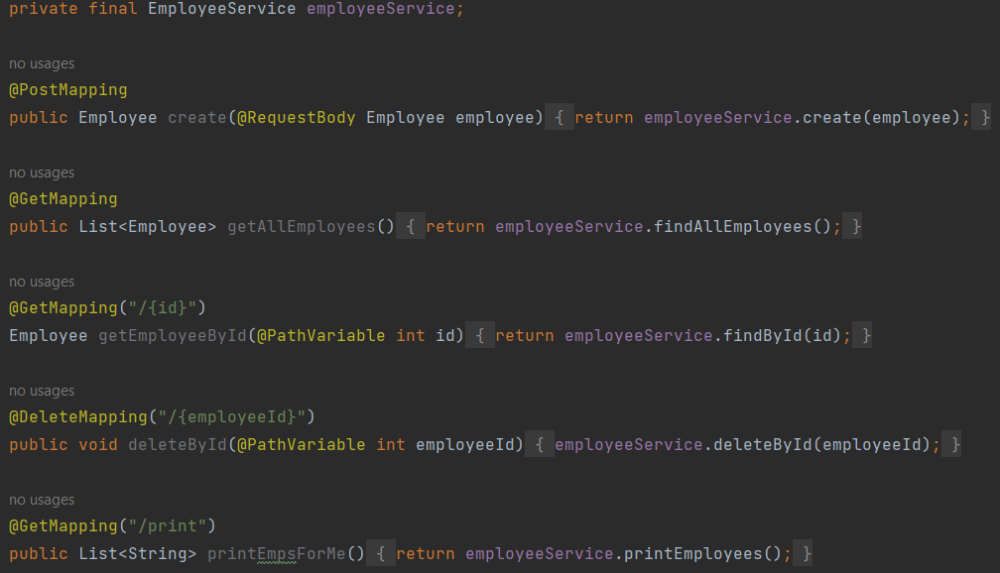 private final EmployeeService employeeService;
no usages
@PostMapping
public Employee create(@RequestBody Employee employee) { return employeeService.create(employee); }
no usages
@GetMapping
public List<Employee> getAllEmployees() { return employeeService.findAllEmployees(); }
no usages
@GetMapping("/{id}")
Employee getEmployeeById(@PathVariable int id) { return employeeService.findById(id); }
no usages
@DeleteMapping("/{employeeId}")
public void deleteById(@PathVariable int employeeId) { employeeService.deleteById(employeeId); }
no usages
@GetMapping("/print")
public List<String> printEmpsForMe() { return employeeService.printEmployees(); }